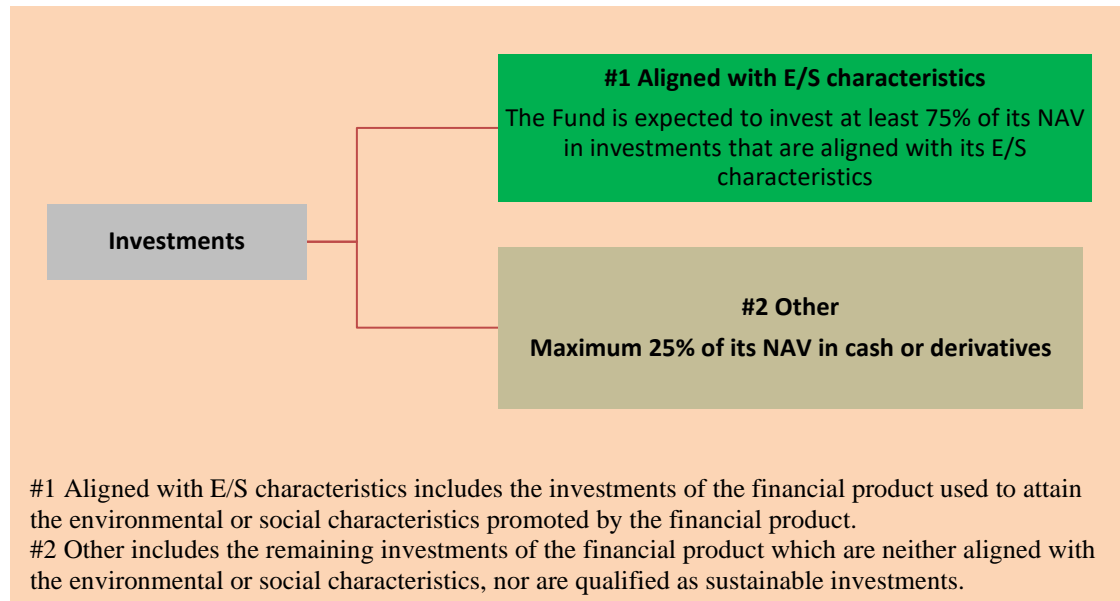 #1 Aligned with E/S characteristics
The Fund is expected to invest at least 75% of its NAV
in investments that are aligned with its E/S
characteristics
Investments
#2 Other
Maximum 25% of its NAV in cash or derivatives
#1 Aligned with E/S characteristics includes the investments of the financial product used to attain
the environmental or social characteristics promoted by the financial product.
#2 Other includes the remaining investments of the financial product which are neither aligned with
the environmental or social characteristics, nor are qualified as sustainable investments.